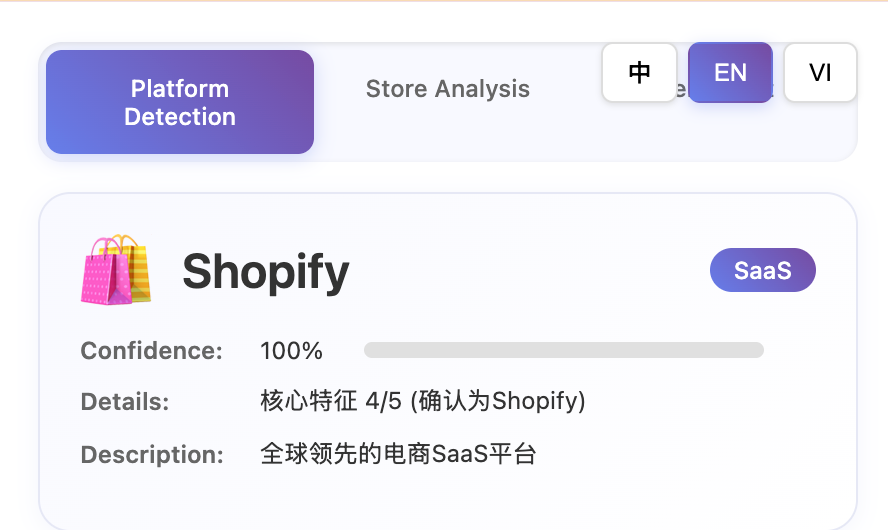 Platform
Detection
Store Analysis
中
EN
VI
Shopify
SaaS
Confidence:
100%
Details:
核心特征 4/5 (确认为Shopify)
Description:
全球领先的电商SaaS平台